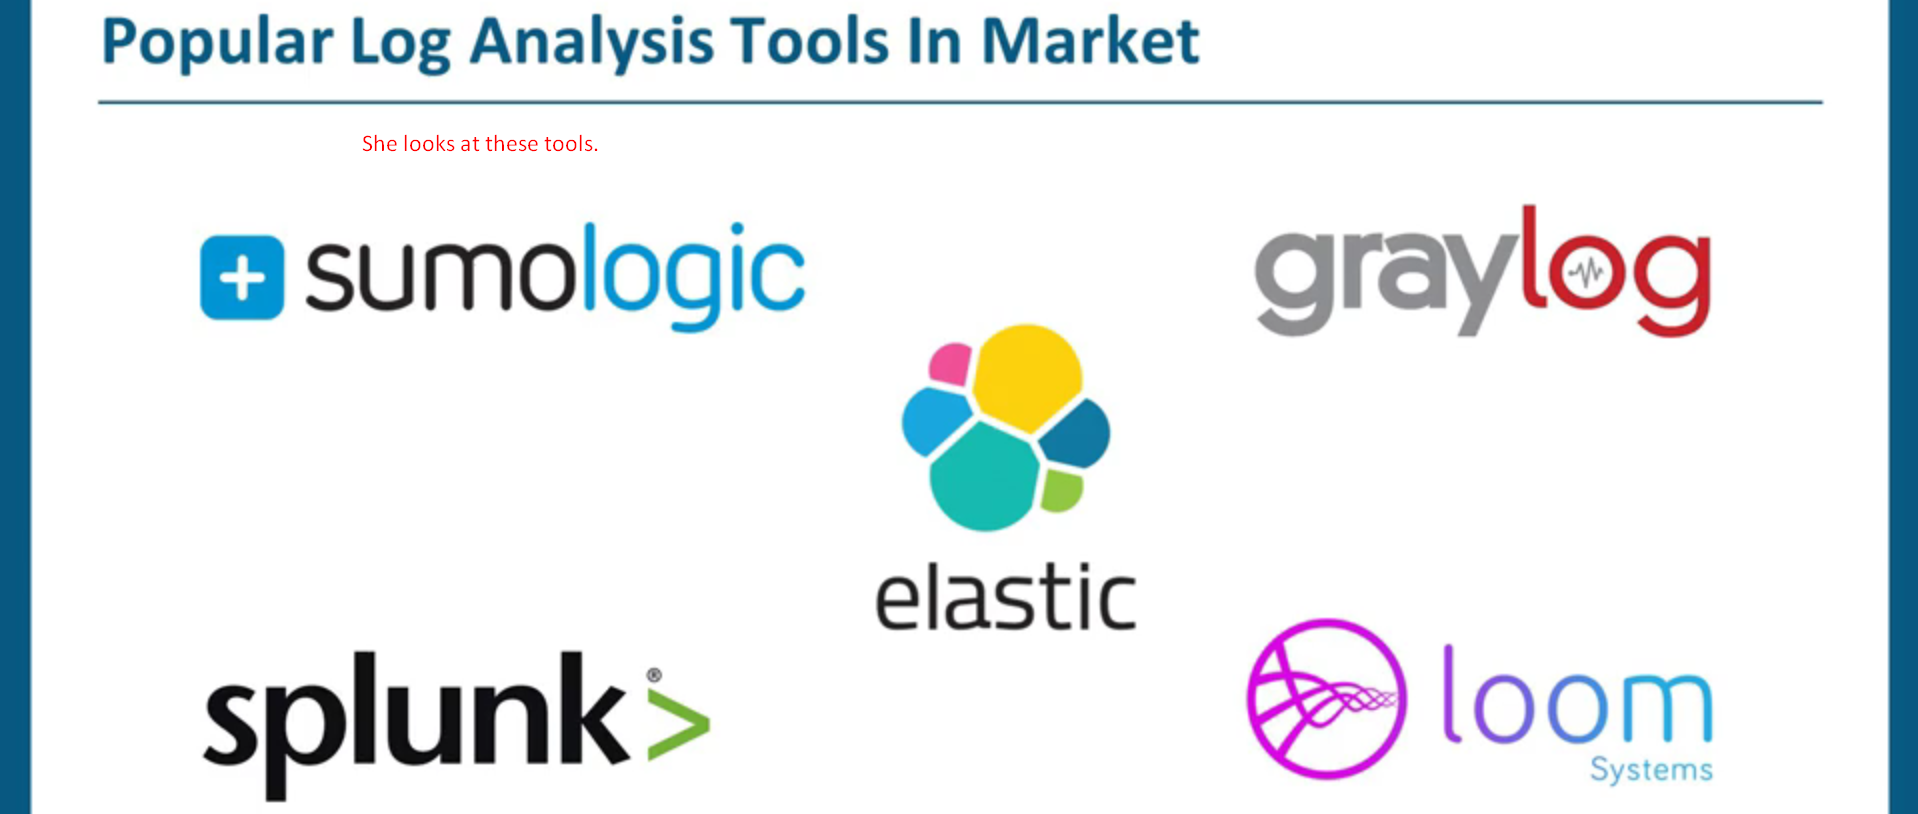 Popular Log Analysis Tools In Market
She looks at these tools.
sumologic
graylog
elastic
splunk>®
loom
Systems